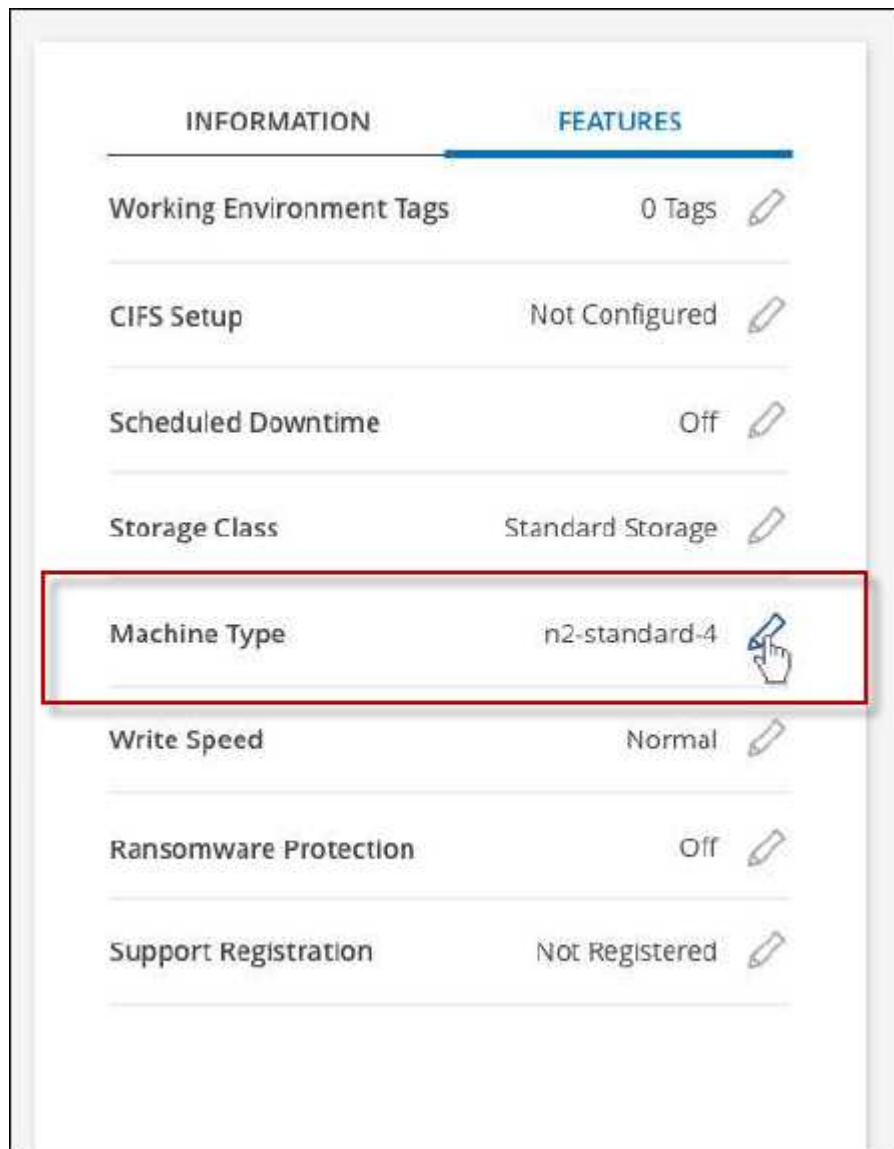 INFORMATION FEATURES
Working Environment Tags 0 Tags
CIFS Setup Not Configured
Scheduled Downtime Off
Storage Class Standard Storage
Machine Type n2-standard-4
Write Speed Normal
Ransomware Protection Off
Support Registration Not Registered